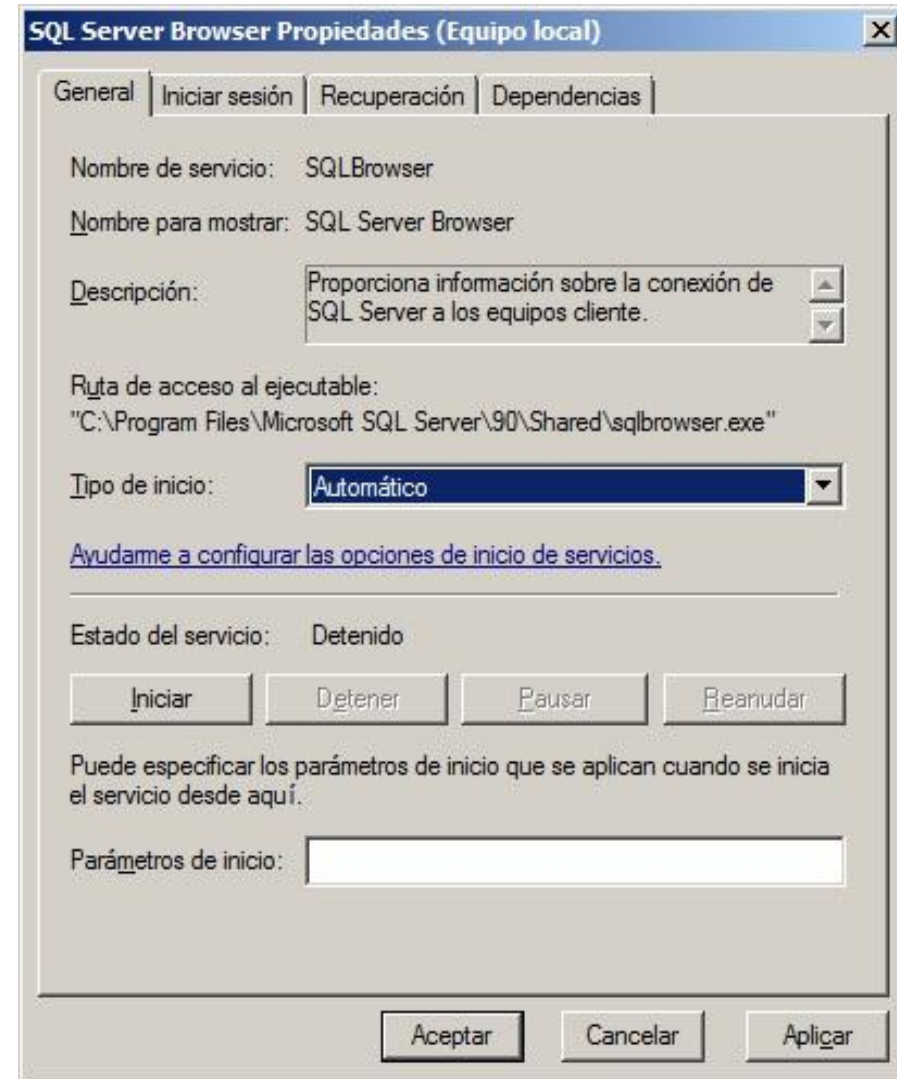 SQL Server Browser Propiedades (Equipo local)
General Iniciar sesión Recuperación Dependencias
Nombre de servicio: SQLBrowser
Nombre para mostrar: SQL Server Browser
Descripción: Proporciona información sobre la conexión de
SQL Server a los equipos cliente.
Ruta de acceso al ejecutable:
"C:\Program Files\Microsoft SQL Server\90\Shared\sqlbrowser.exe"
Tipo de inicio: Automático
Ayudarme a configurar las opciones de inicio de servicios.
Estado del servicio: Detenido
Iniciar Detener Pausar Reanudar
Puede especificar los parámetros de inicio que se aplican cuando se inicia
el servicio desde aquí.
Parámetros de inicio:
Aceptar Cancelar Aplicar